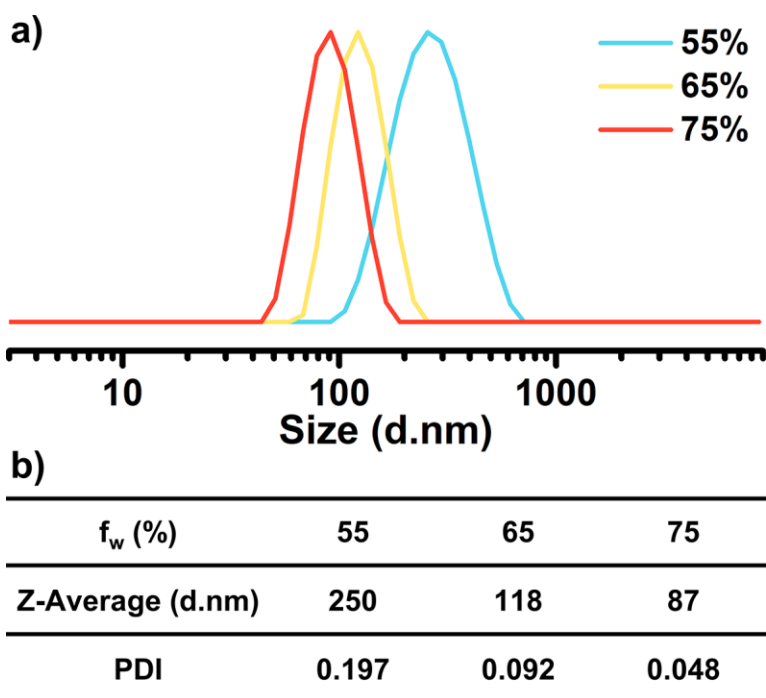 a)
55%
65%
75%
10 100 1000
Size (d.nm)
b)
fw (%) 55 65 75
Z-Average (d.nm) 250 118 87
PDI 0.197 0.092 0.048